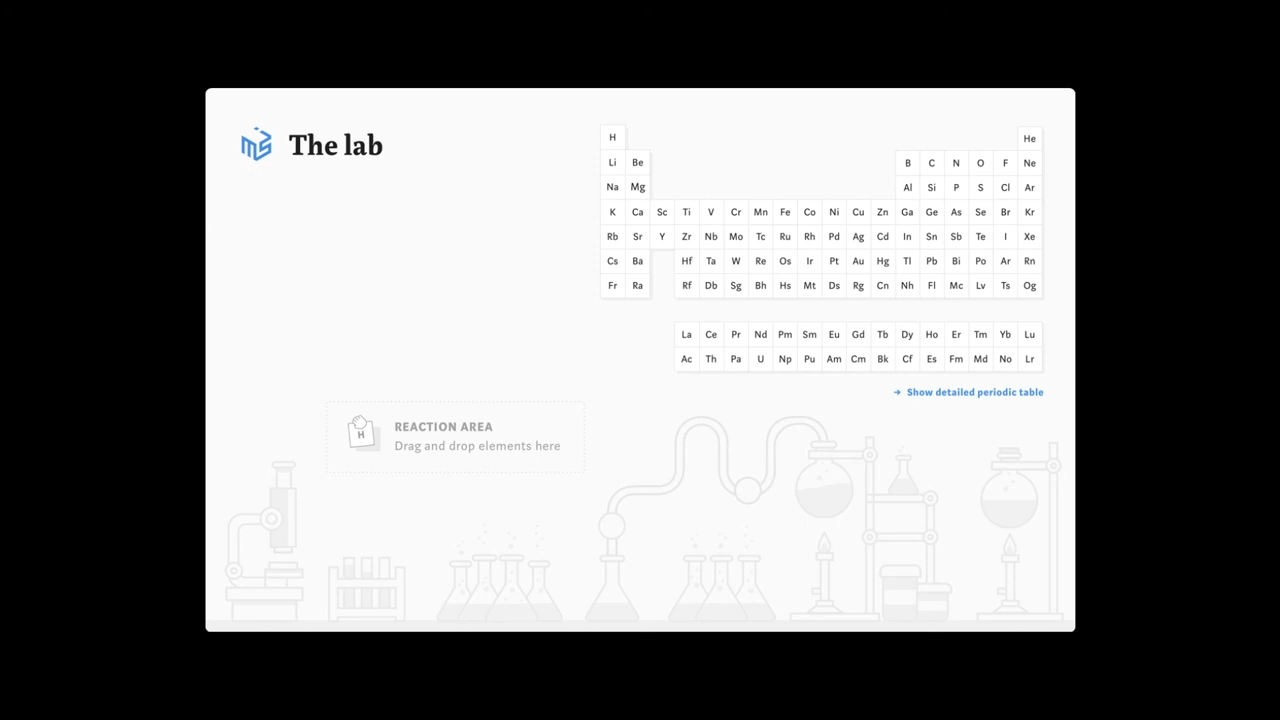 The lab
H He
Li Be B C N O F Ne
Na Mg Al Si P S Cl Ar
K Ca Sc Ti V Cr Mn Fe Co Ni Cu Zn Ga Ge As Se Br Kr
Rb Sr Y Zr Nb Mo Tc Ru Rh Pd Ag Cd In Sn Sb Te I Xe
Cs Ba Hf Ta W Re Os Ir Pt Au Hg Tl Pb Bi Po Ar Rn
Fr Ra Rf Db Sg Bh Hs Mt Ds Rg Cn Nh Fl Mc Lv Ts Og
La Ce Pr Nd Pm Sm Eu Gd Tb Dy Ho Er Tm Yb Lu
Ac Th Pa U Np Pu Am Cm Bk Cf Es Fm Md No Lr
→ Show detailed periodic table
H
REACTION AREA
Drag and drop elements here